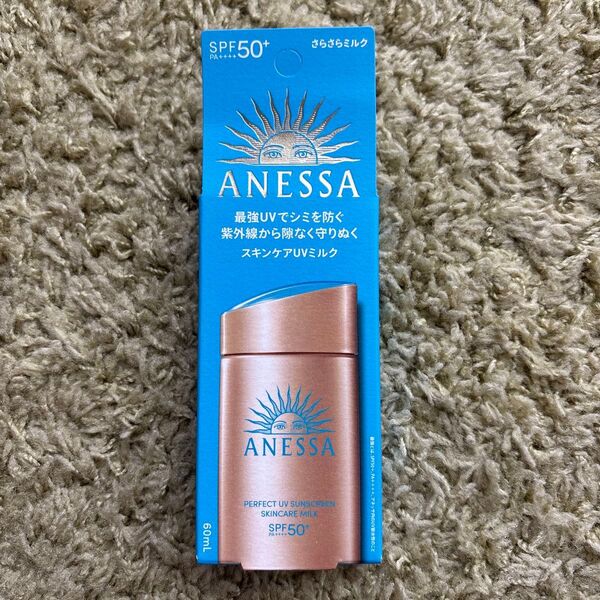 SPF50+
PA++++
さらさらミルク
ANESSA
最強UVでシミを防ぐ
紫外線から隙なく守りぬく
スキンケアUVミルク
ANESSA
PERFECT UV SUNSCREEN
SKINCARE MILK
SPF50+
PA++++
60mL